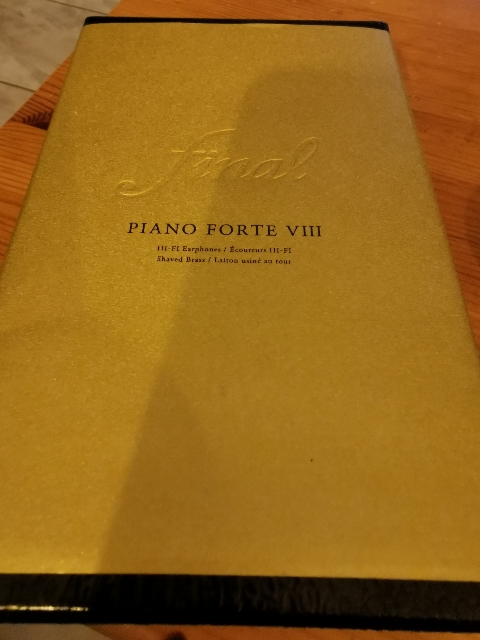 final
PIANO FORTE VIII
HI-FI Earphones / Écouteurs HI-FI
Shaved Brass / Laiton usiné au tour